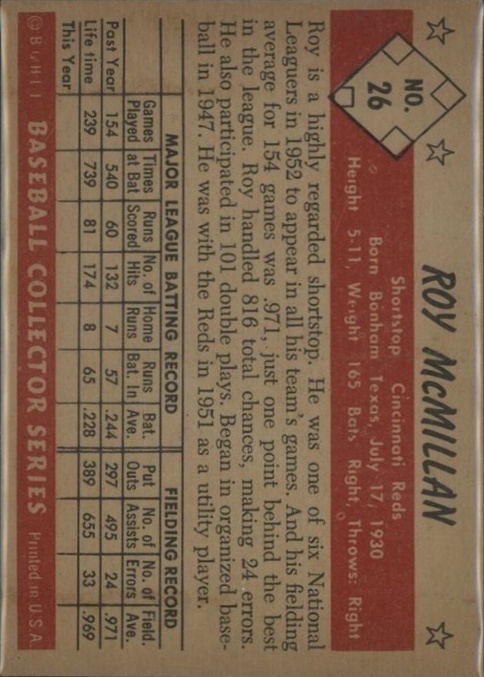 NO.
26
ROY McMILLAN
Shortstop Cincinnati Reds
Born Bonham Texas, July 17, 1930
Height 5-11, Weight 165 Bats Right, Throws: Right
Roy is a highly regarded shortstop. He was one of six National
Leaguers in 1952 to appear in all his team's games. And his fielding
average for 154 games was .971, just one point behind the best
in the league. Roy handled 816 total chances, making 24 errors.
He also participated in 101 double plays. Began in organized base-
ball in 1947. He was with the Reds in 1951 as a utility player.
MAJOR LEAGUE BATTING RECORD FIELDING RECORD
Games Times Runs No. of Home Runs Bat. Put No. of No. of Field.
Played at Bat Scored Hits Runs Bat. In Ave. Outs Assists Errors Ave.
Past Year 154 540 60 132 7 57 .244 297 495 24 .971
Life time 239 739 81 174 8 65 .228 389 655 33 .969
This Year
© BASEBALL COLLECTOR SERIES Printed in U.S.A.